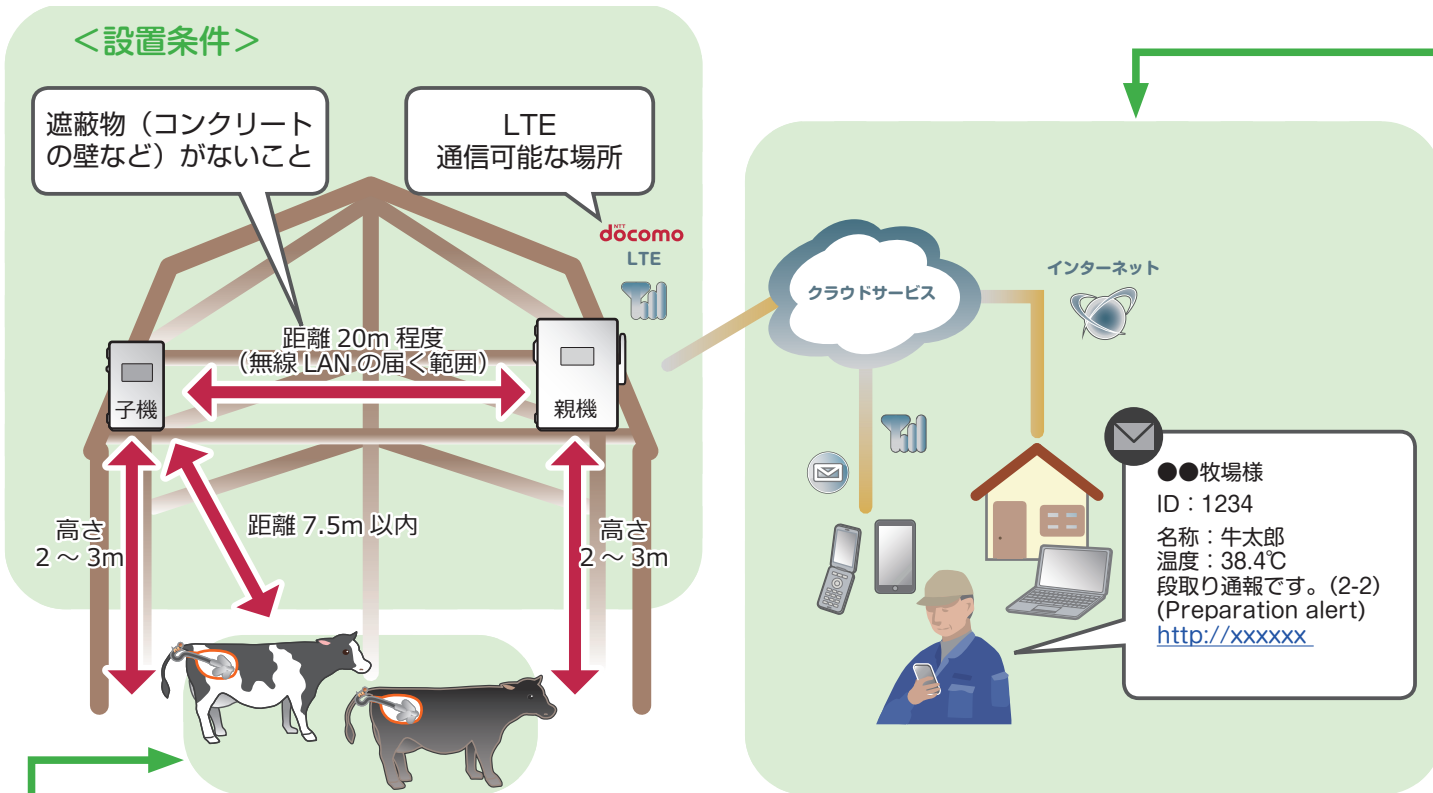 ＜設置条件＞
遮蔽物（コンクリート
の壁など）がないこと
LTE
通信可能な場所
NTT
döcomo
LTE
距離 20m 程度
（無線 LAN の届く範囲）
子機
親機
高さ
2 〜 3m
距離 7.5m 以内
高さ
2 〜 3m
クラウドサービス
インターネット
●●牧場様
ID：1234
名称：牛太郎
温度：38.4℃
段取り通報です。(2-2)
(Preparation alert)
http://xxxxxx